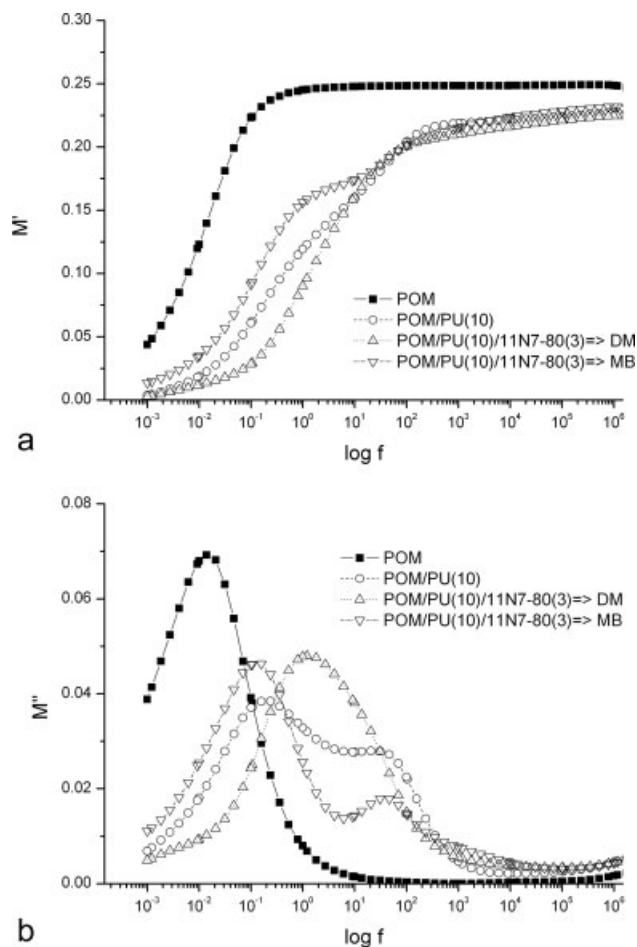 0.30
0.25
0.20
0.15
0.10
0.05
0.00
M'
POM
POM/PU(10)
POM/PU(10)/11N7-80(3)=> DM
POM/PU(10)/11N7-80(3)=> MB
10⁻³ 10⁻² 10⁻¹ 10⁰ 10¹ 10² 10³ 10⁴ 10⁵ 10⁶
log f
a
0.08
0.06
0.04
0.02
0.00
M"
POM
POM/PU(10)
POM/PU(10)/11N7-80(3)=> DM
POM/PU(10)/11N7-80(3)=> MB
10⁻³ 10⁻² 10⁻¹ 10⁰ 10¹ 10² 10³ 10⁴ 10⁵ 10⁶
log f
b